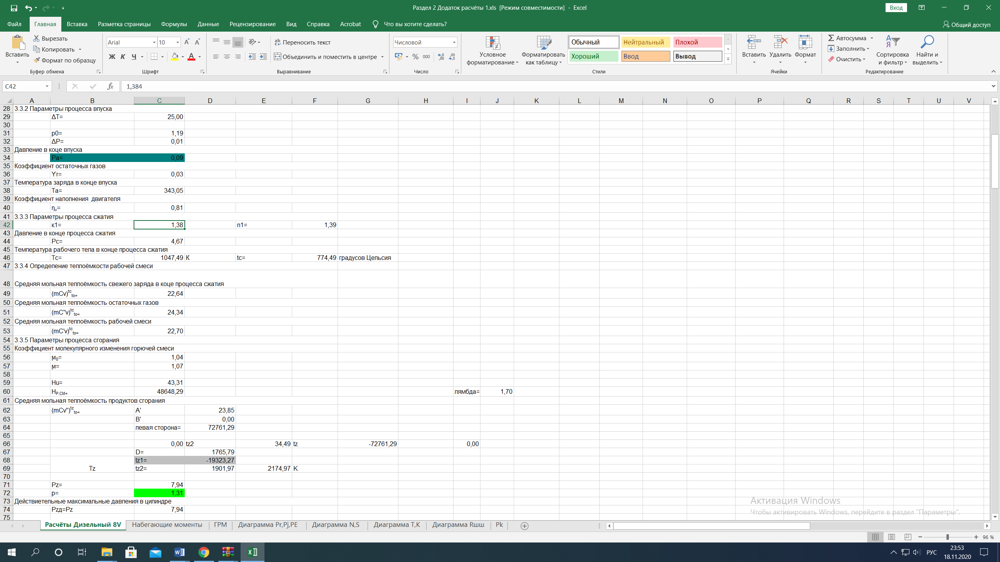 Раздел 2 Додаток расчёты 1.xls  [Режим совместимости]  -  Excel
Вход
Файл Главная Вставка Разметка страницы Формулы Данные Рецензирование Вид Справка Acrobat Что вы хотите сделать? Общий доступ
Вставить
Вырезать
Копировать
Формат по образцу
Буфер обмена
Arial 10
Ж К Ч
Шрифт
Переносить текст
Объединить и поместить в центре
Выравнивание
Числовой
% 000
Число
Условное форматирование
Форматировать как таблицу
Обычный Нейтральный Плохой
Хороший Ввод Вывод
Стили
Вставить Удалить Формат
Ячейки
Автосумма
Заполнить
Очистить
Сортировка и фильтр
Найти и выделить
Редактирование
C42 fx 1,384
A B C D E F G H I J K L M N O P Q R S T U V
28 3.3.2 Параметры процесса впуска
29 ΔT= 25,00
30
31 p0= 1,19
32 ΔP= 0,01
33 Давление в коце впуска
34 Pa= 0,09
35 Коэффициент остаточных газов
36 Yr= 0,03
37 Температура заряда в конце впуска
38 Ta= 343,05
39 Коэффициент наполнения  двигателя
40 ηv= 0,81
41 3.3.3 Параметры процесса сжатия
42 к1= 1,38 n1= 1,39
43 Давление в конце процесса сжатия
44 Pc= 4,67
45 Температура рабочего тела в конце процесса сжатия
46 Tc= 1047,49 К tc= 774,49 градусов Цельсия
47 3.3.4 Определение теплоёмкости рабочей смеси
48 Средняя мольная теплоёмкость свежего заряда в коце процесса сжатия
49 (mCv)tcto= 22,64
50 Средняя мольная теплоёмкость остаточных газов
51 (mC"v)tcto= 24,34
52 Средняя мольная теплоёмкость рабочей смеси
53 (mC'v)tcto= 22,70
54 3.3.5 Параметры процесса сгорания
55 Коэффициент молекулярного изменения горючей смеси
56 м0= 1,04
57 м= 1,07
58
59 Hu= 43,31
60 HР.СМ= 48648,29 лямбда= 1,70
61 Средняя мольная теплоёмкость продуктов сгорания
62 (mCv")tzto= A' 23,85
63 B' 0,00
64 левая сторона= 72761,29
65
66 0,00 tz2 34,49 tz -72761,29 0,00
67 D= 1765,79
68 tz1= -19323,27
69 Tz tz2= 1901,97 2174,97 К
70
71 Pz= 7,94
72 p= 1,31
73 Действиетельные максимальные давления в цилиндре
74 Pzд=Pz 7,94
75
Активация Windows
Чтобы активировать Windows, перейдите в раздел "Параметры".
Расчёты Дизельный 8V Набегающие моменты ГРМ Диаграмма Pr,Pj,PE Диаграмма N,S Диаграмма T,K Диаграмма Rшш Pk
96 %
РУС
23:53
18.11.2020